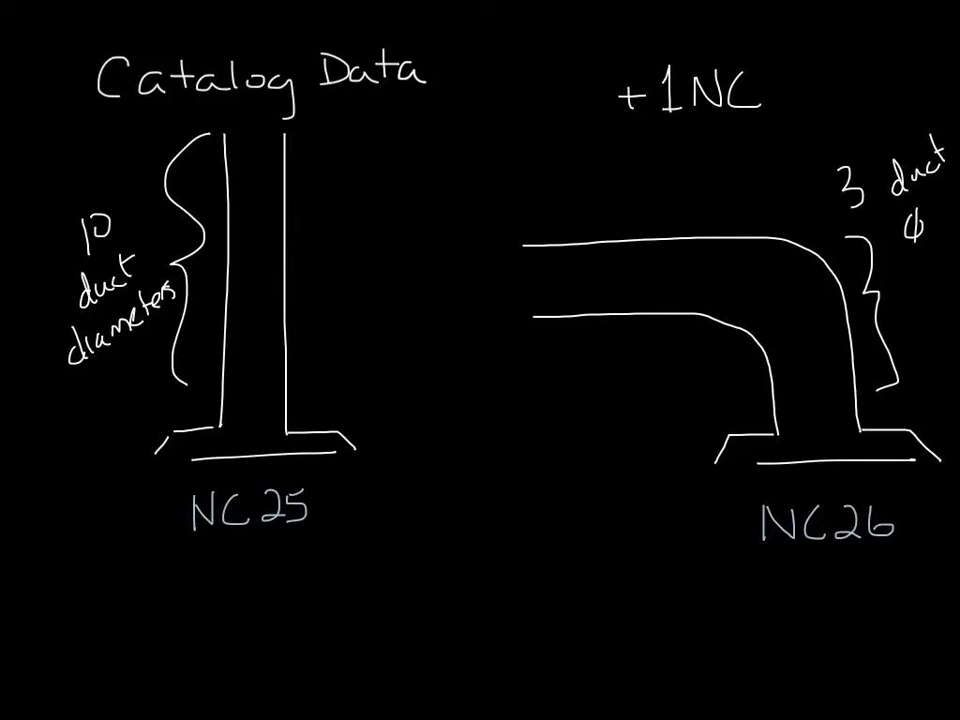 Catalog Data
10
duct
diameters
NC25
+1NC
3 duct
φ
NC26